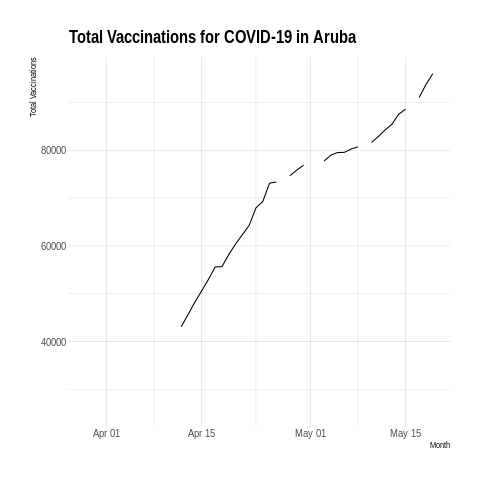 Total Vaccinations for COVID-19 in Aruba
Total Vaccinations
80000
60000
40000
Apr 01
Apr 15
May 01
May 15
Month